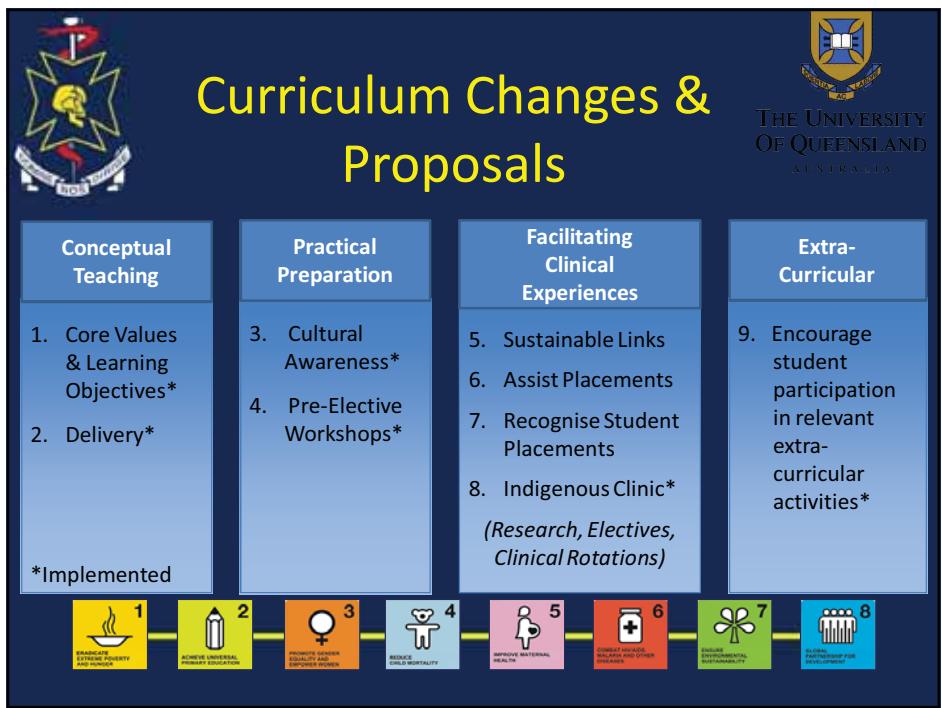 Curriculum Changes &
Proposals
NOS
SCIENTIA
AC
LABORE
THE UNIVERSITY
OF QUEENSLAND
AUSTRALIA
Conceptual
Teaching
1. Core Values
& Learning
Objectives*
2. Delivery*
*Implemented
Practical
Preparation
3. Cultural
Awareness*
4. Pre-Elective
Workshops*
Facilitating
Clinical
Experiences
5. Sustainable Links
6. Assist Placements
7. Recognise Student
Placements
8. Indigenous Clinic*
(Research, Electives,
Clinical Rotations)
Extra-
Curricular
9. Encourage
student
participation
in relevant
extra-
curricular
activities*
1
ERADICATE
EXTREME POVERTY
AND HUNGER
2
ACHIEVE UNIVERSAL
PRIMARY EDUCATION
3
PROMOTE GENDER
EQUALITY AND
EMPOWER WOMEN
4
REDUCE
CHILD MORTALITY
5
IMPROVE MATERNAL
HEALTH
6
COMBAT HIV/AIDS,
MALARIA AND OTHER
DISEASES
7
ENSURE
ENVIRONMENTAL
SUSTAINABILITY
8
GLOBAL
PARTNERSHIP FOR
DEVELOPMENT